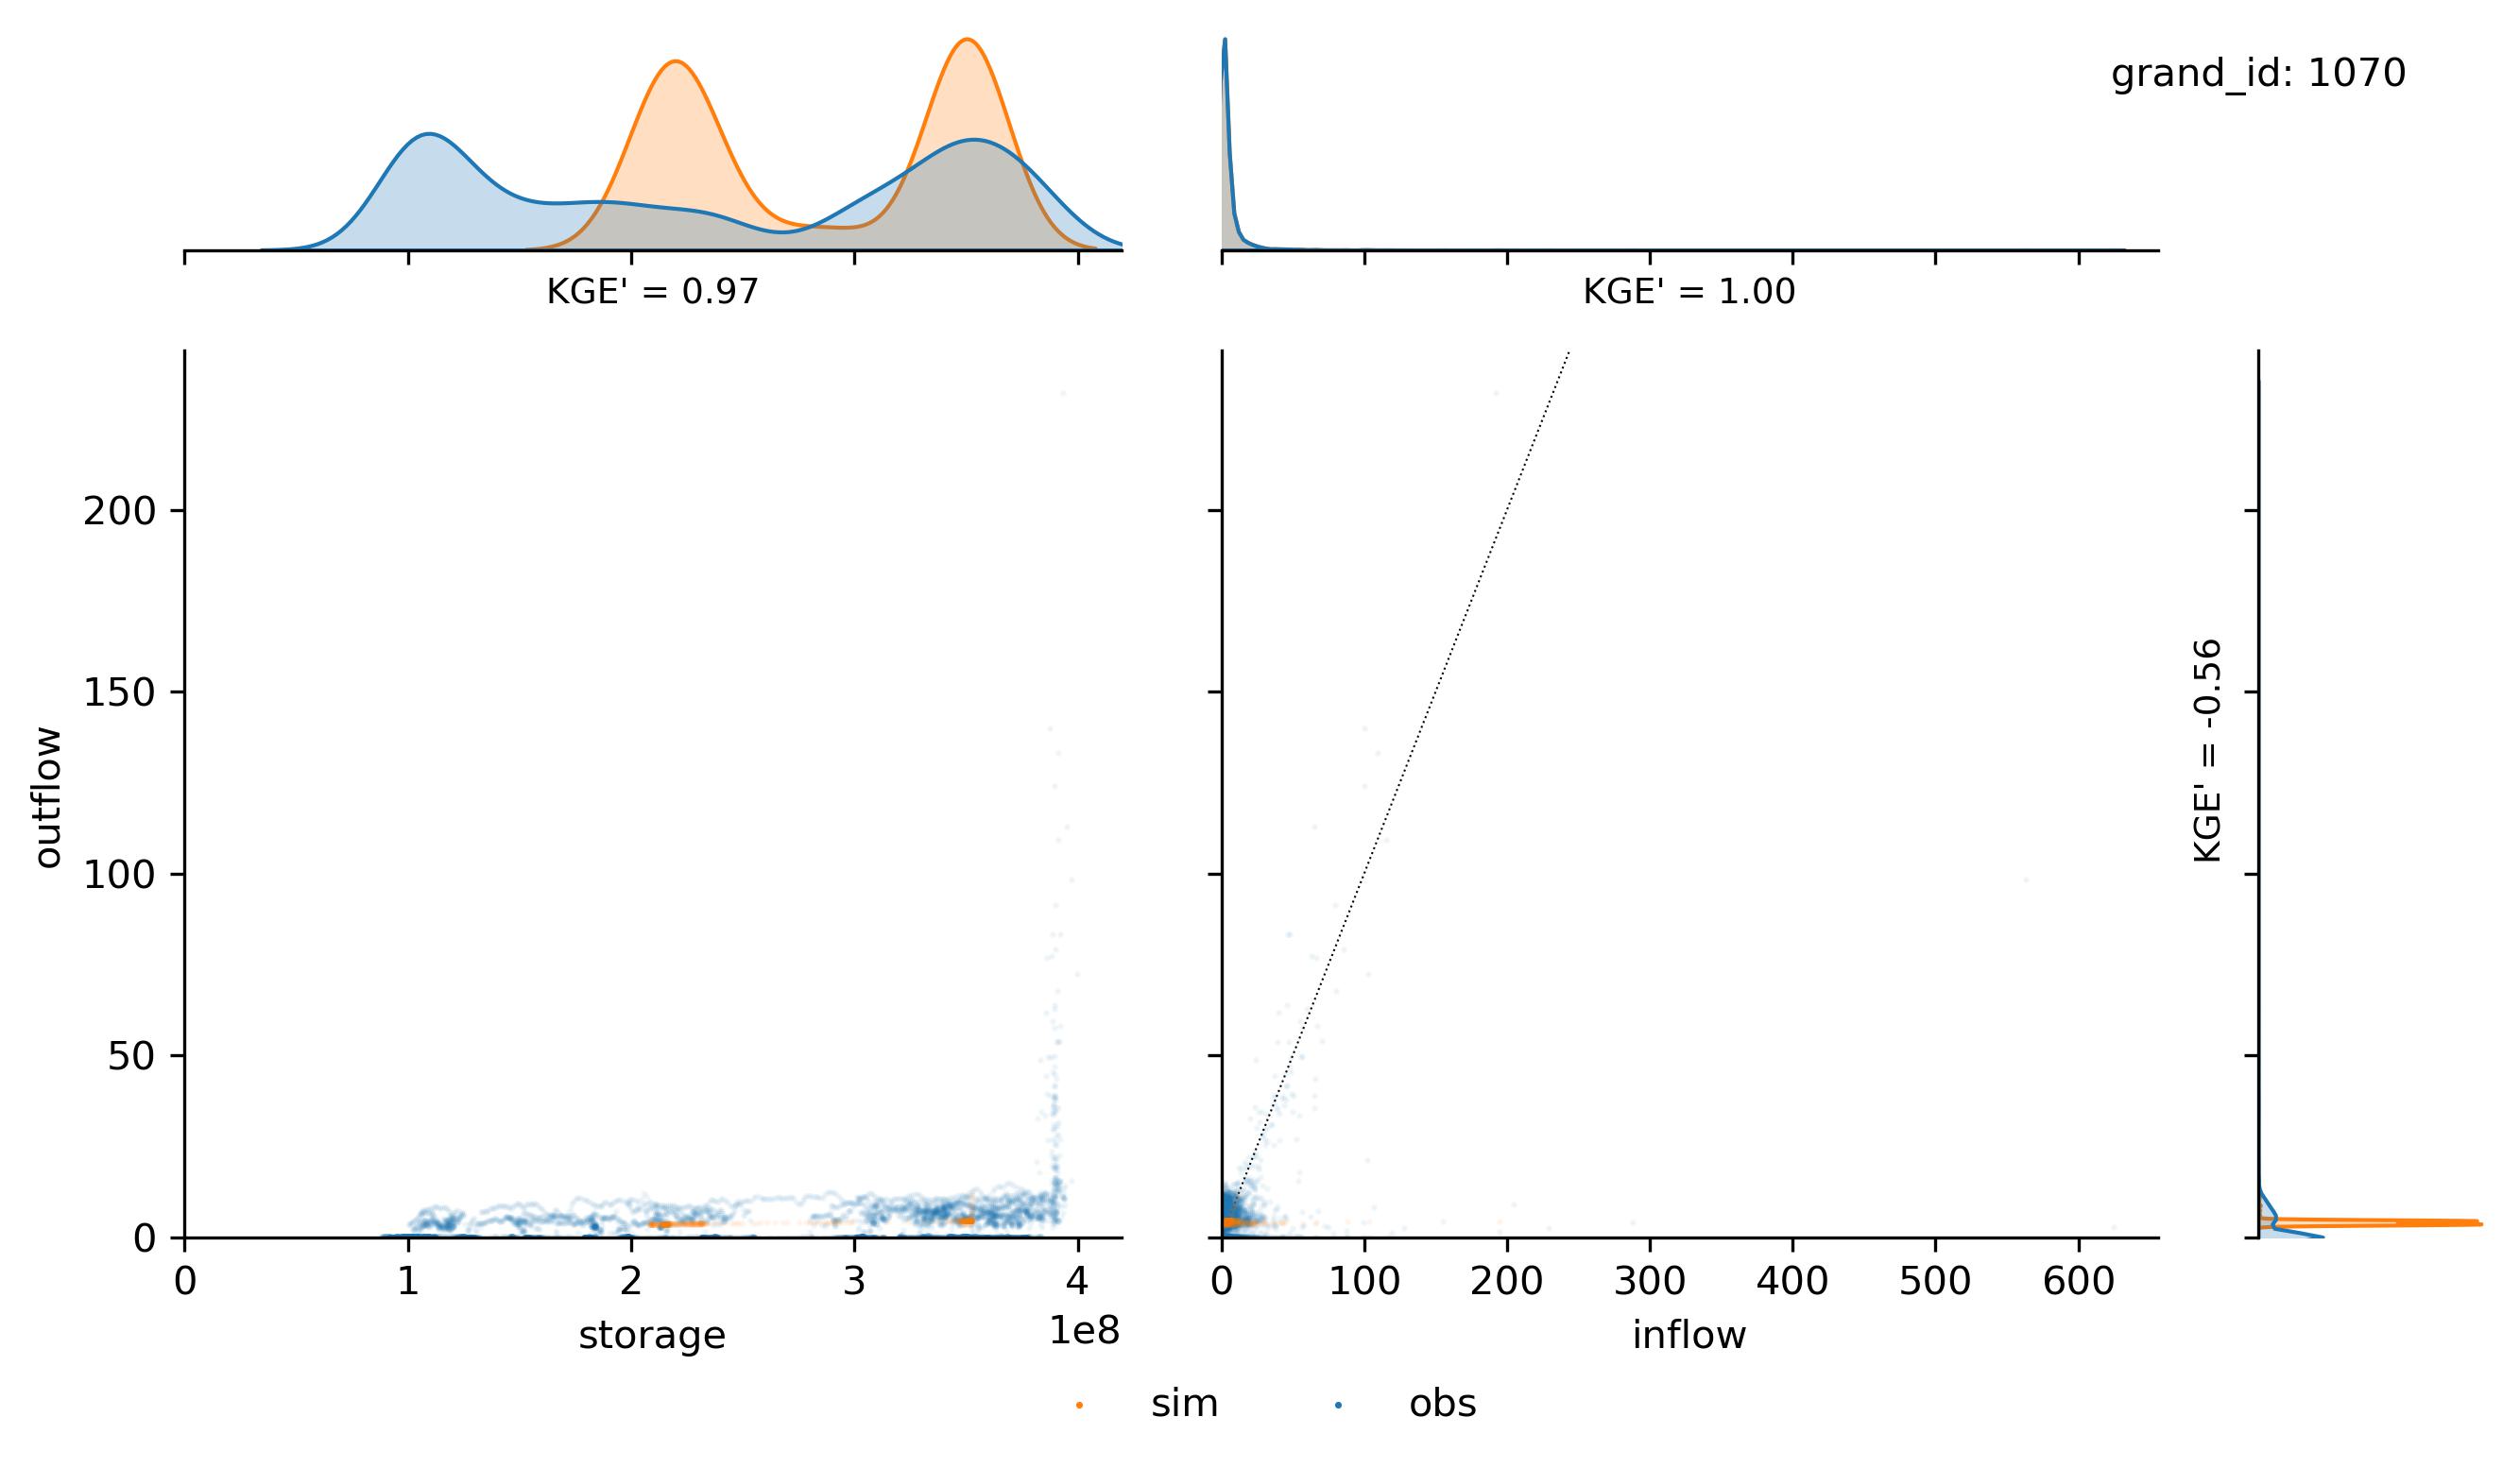 grand_id: 1070
KGE' = 0.97
KGE' = 1.00
outflow
200
150
100
50
0
KGE' = -0.56
0 1 2 3 4
1e8
storage
0 100 200 300 400 500 600
inflow
sim obs